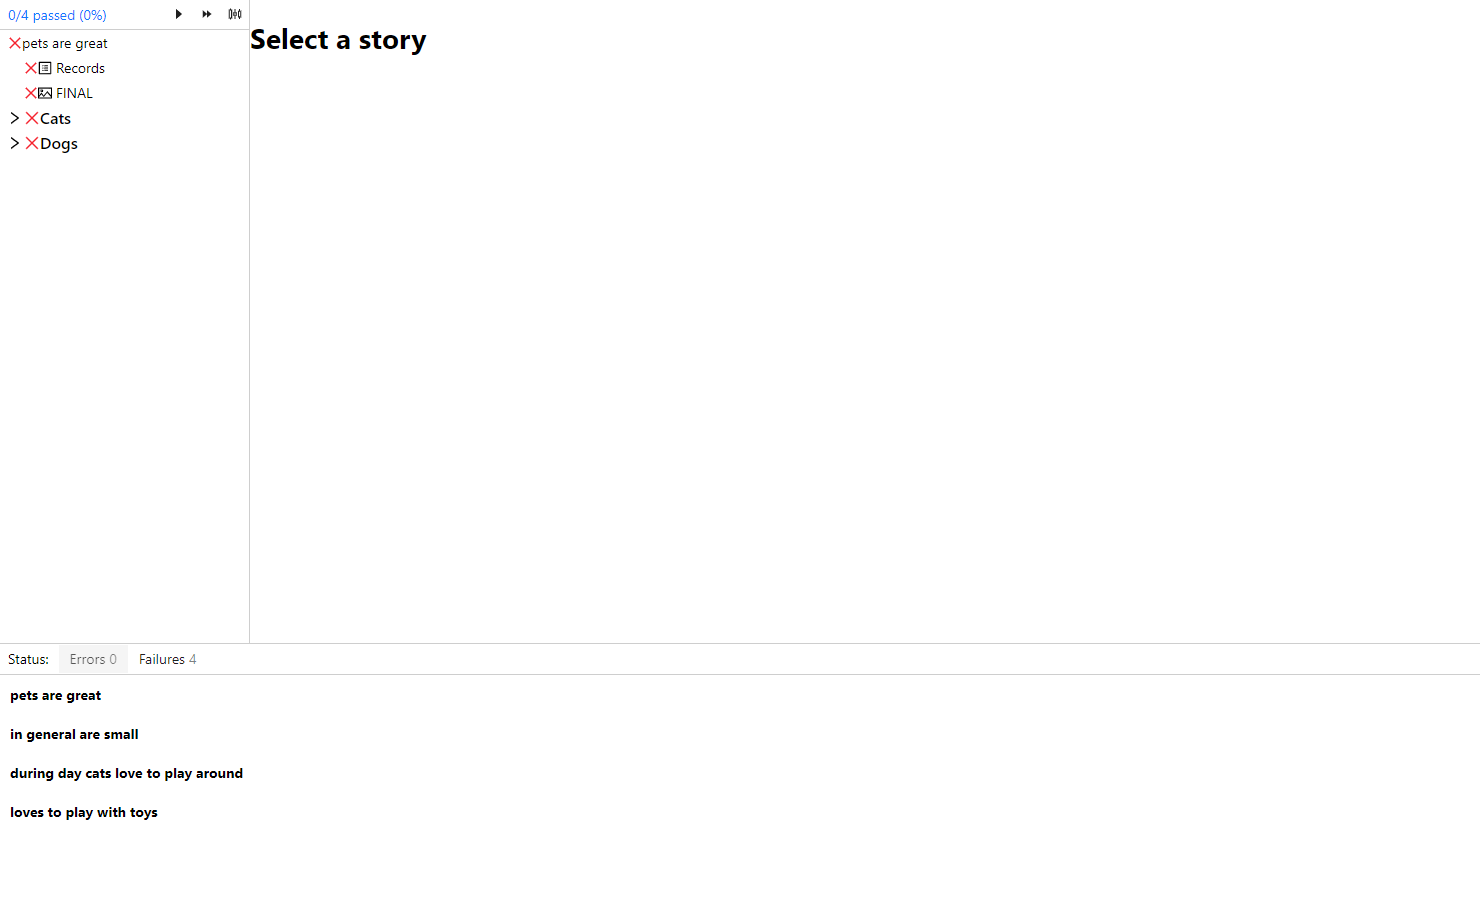 0/4 passed (0%)
pets are great
Records
FINAL
Cats
Dogs
Select a story
Status: Errors 0 Failures 4
pets are great
in general are small
during day cats love to play around
loves to play with toys